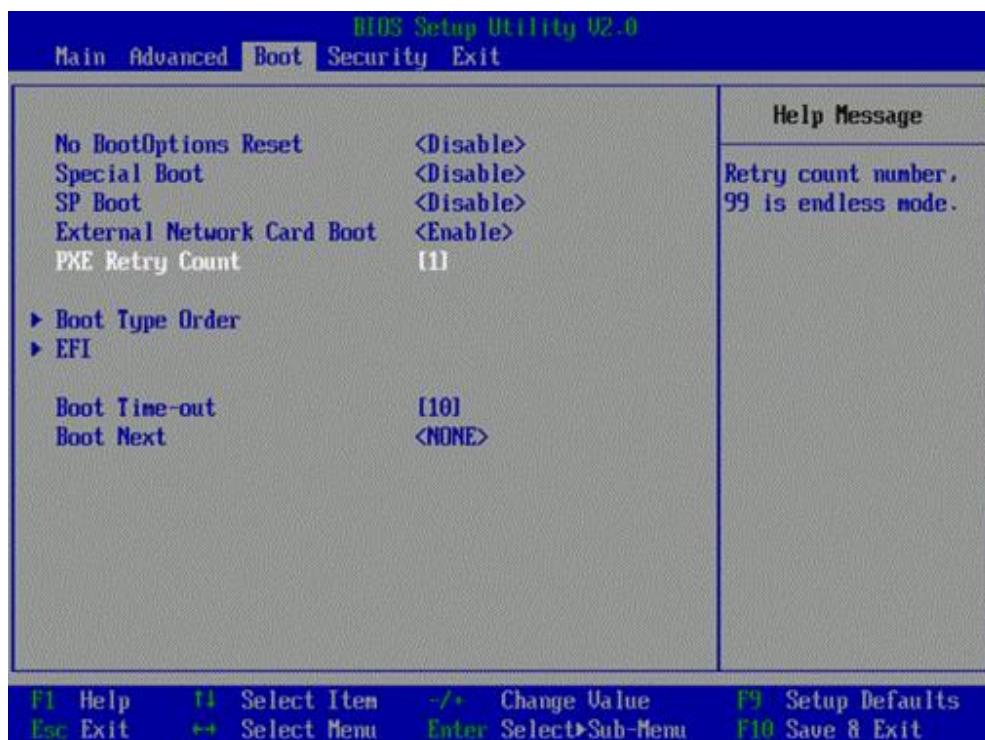 BIOS Setup Utility V2.0
Main Advanced Boot Security Exit
No BootOptions Reset <Disable>
Special Boot <Disable>
SP Boot <Disable>
External Network Card Boot <Enable>
PXE Retry Count [1]
▶ Boot Type Order
▶ EFI
Boot Time-out [10]
Boot Next <NONE>
Help Message
Retry count number,
99 is endless mode.
F1 Help ↑↓ Select Item -/+ Change Value F9 Setup Defaults
Esc Exit ↔ Select Menu Enter Select▶Sub-Menu F10 Save & Exit